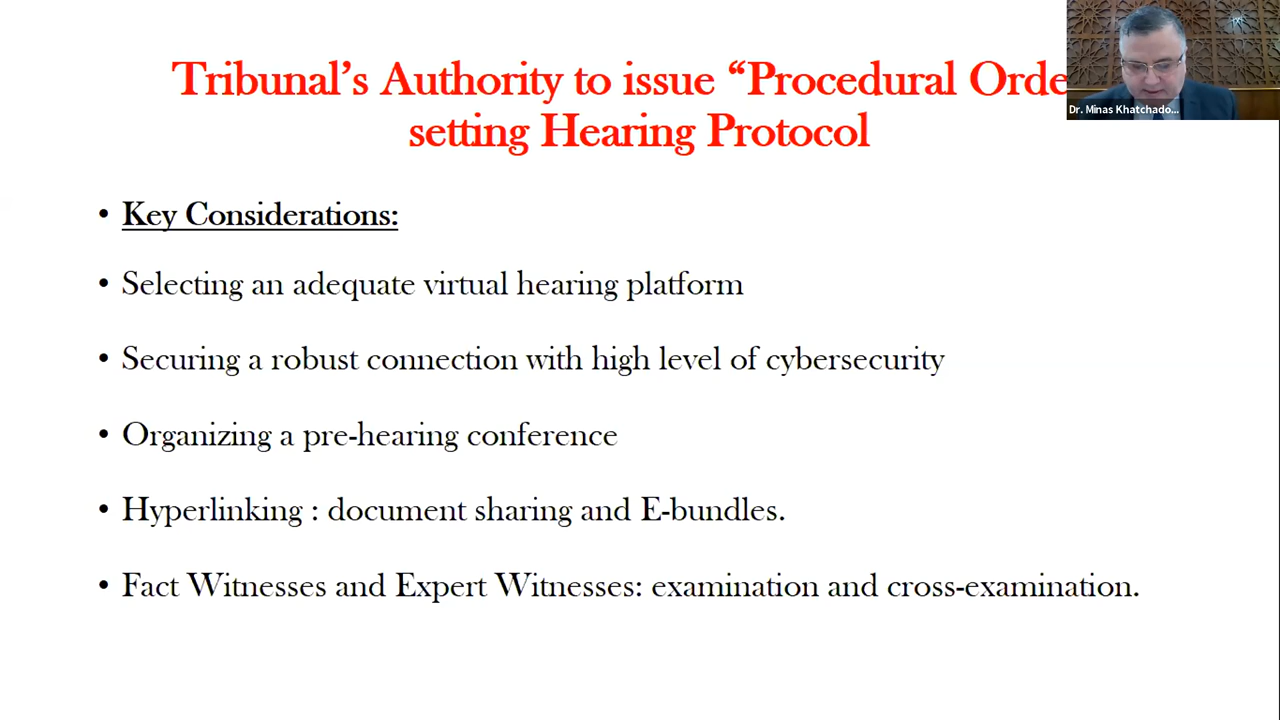 Tribunal’s Authority to issue “Procedural Orde
setting Hearing Protocol
Dr. Minas Khatchado...
• Key Considerations:
• Selecting an adequate virtual hearing platform
• Securing a robust connection with high level of cybersecurity
• Organizing a pre-hearing conference
• Hyperlinking : document sharing and E-bundles.
• Fact Witnesses and Expert Witnesses: examination and cross-examination.